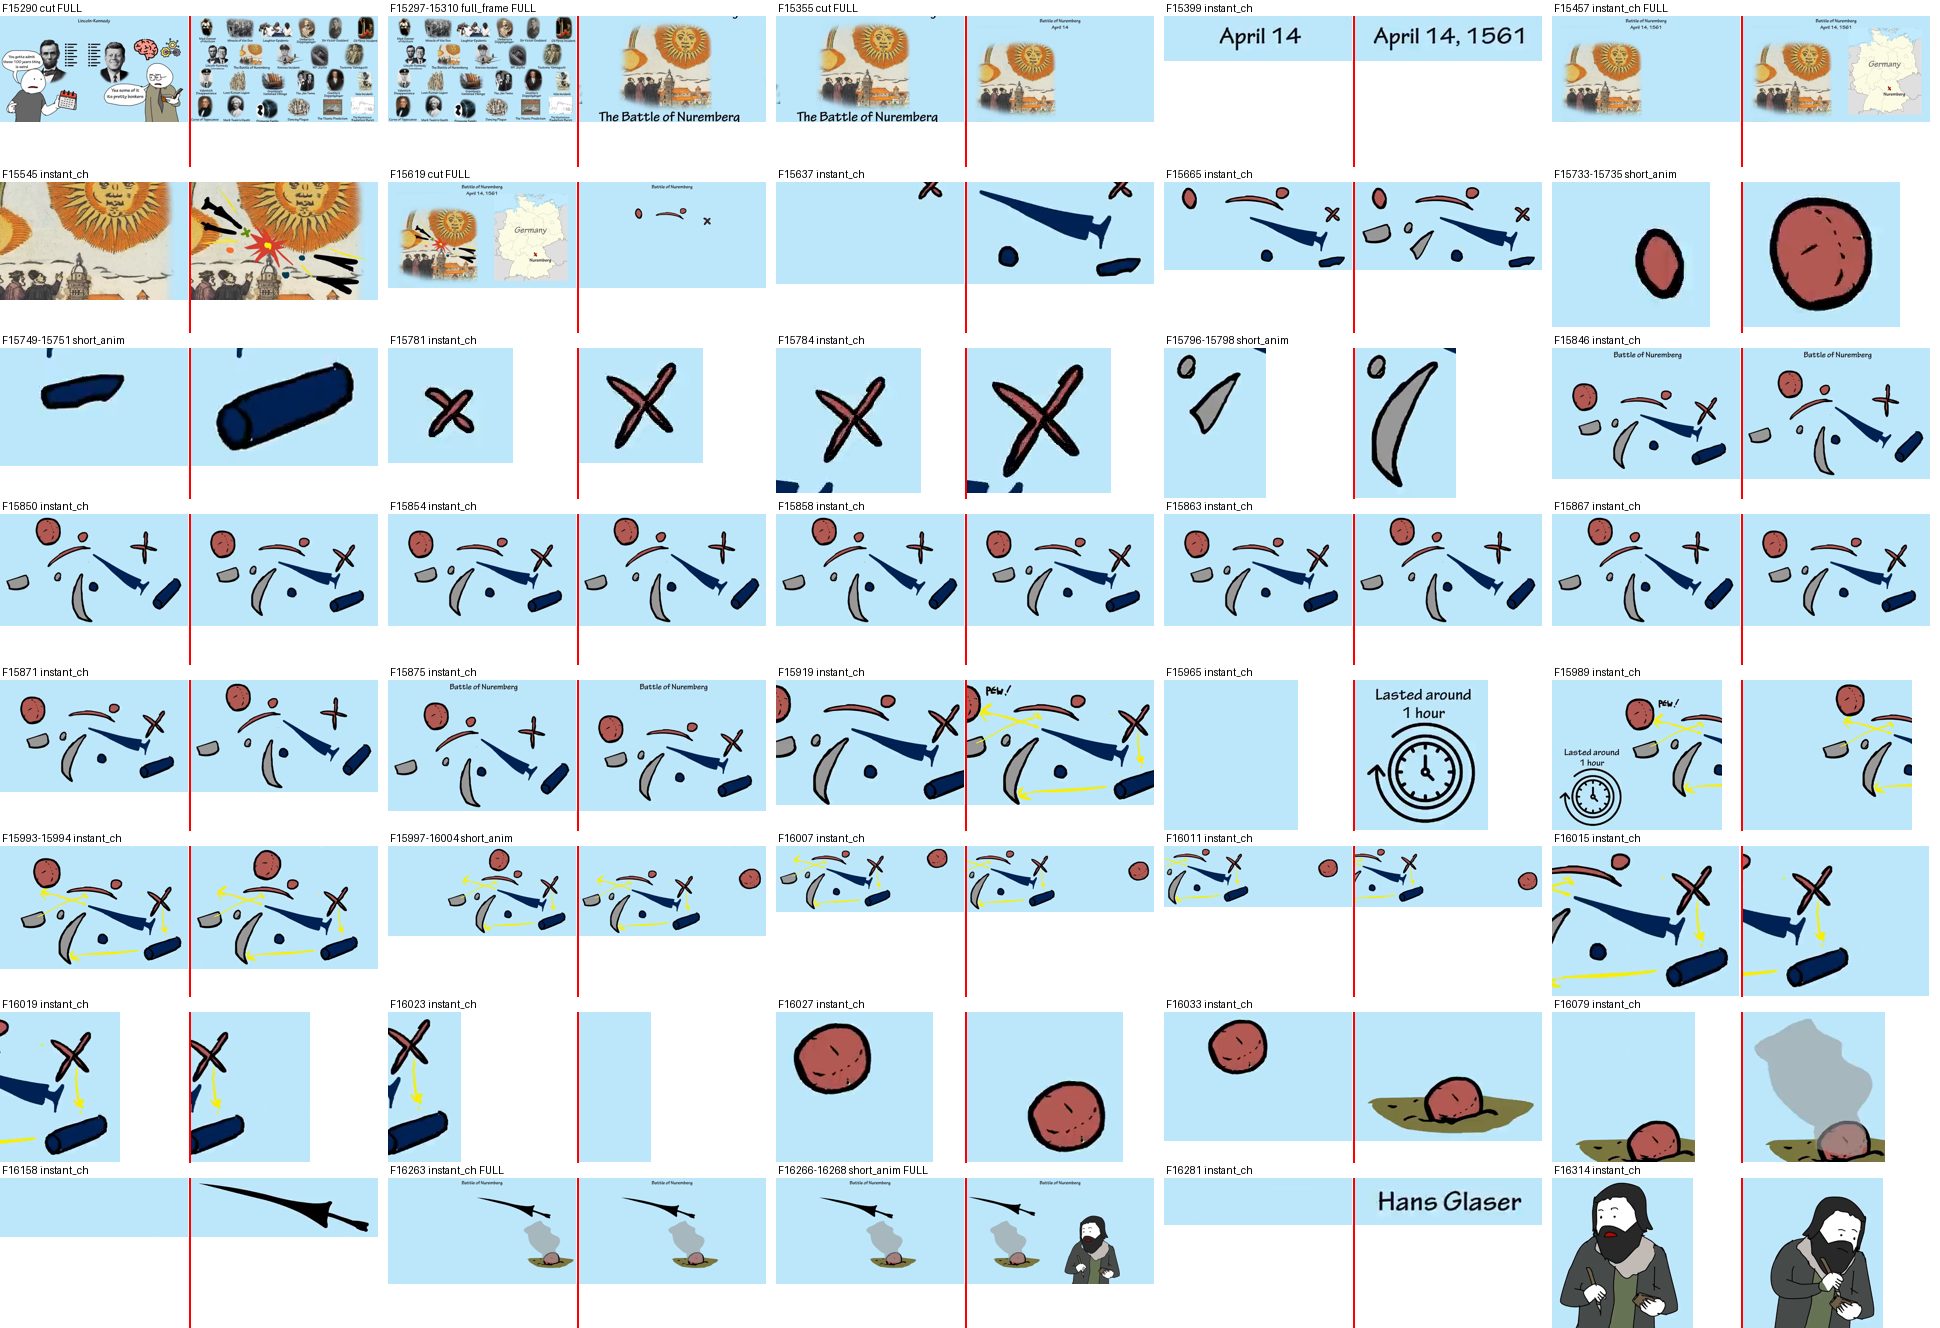 F15290 cut FULL
Lincoln-Kennedy
F15297-15310 full_frame FULL
The Battle of Nuremberg
F15355 cut FULL
The Battle of Nuremberg
Battle of Nuremberg
April 14
F15399 instant_ch
April 14
April 14, 1561
F15457 instant_ch FULL
Battle of Nuremberg
April 14, 1561
Battle of Nuremberg
April 14, 1561
Germany
Nuremberg
F15545 instant_ch
F15619 cut FULL
Battle of Nuremberg
April 14, 1561
Germany
Nuremberg
Battle of Nuremberg
F15637 instant_ch
F15665 instant_ch
F15733-15735 short_anim
F15749-15751 short_anim
F15781 instant_ch
F15784 instant_ch
F15796-15798 short_anim
F15846 instant_ch
Battle of Nuremberg
Battle of Nuremberg
F15850 instant_ch
F15854 instant_ch
F15858 instant_ch
F15863 instant_ch
F15867 instant_ch
F15871 instant_ch
F15875 instant_ch
Battle of Nuremberg
Battle of Nuremberg
F15919 instant_ch
PEW!
F15965 instant_ch
Lasted around
1 hour
F15989 instant_ch
PEW!
Lasted around
1 hour
F15993-15994 instant_ch
F15997-16004 short_anim
F16007 instant_ch
F16011 instant_ch
F16015 instant_ch
F16019 instant_ch
F16023 instant_ch
F16027 instant_ch
F16033 instant_ch
F16079 instant_ch
F16158 instant_ch
F16263 instant_ch FULL
Battle of Nuremberg
Battle of Nuremberg
F16266-16268 short_anim FULL
Battle of Nuremberg
Battle of Nuremberg
F16281 instant_ch
Hans Glaser
F16314 instant_ch